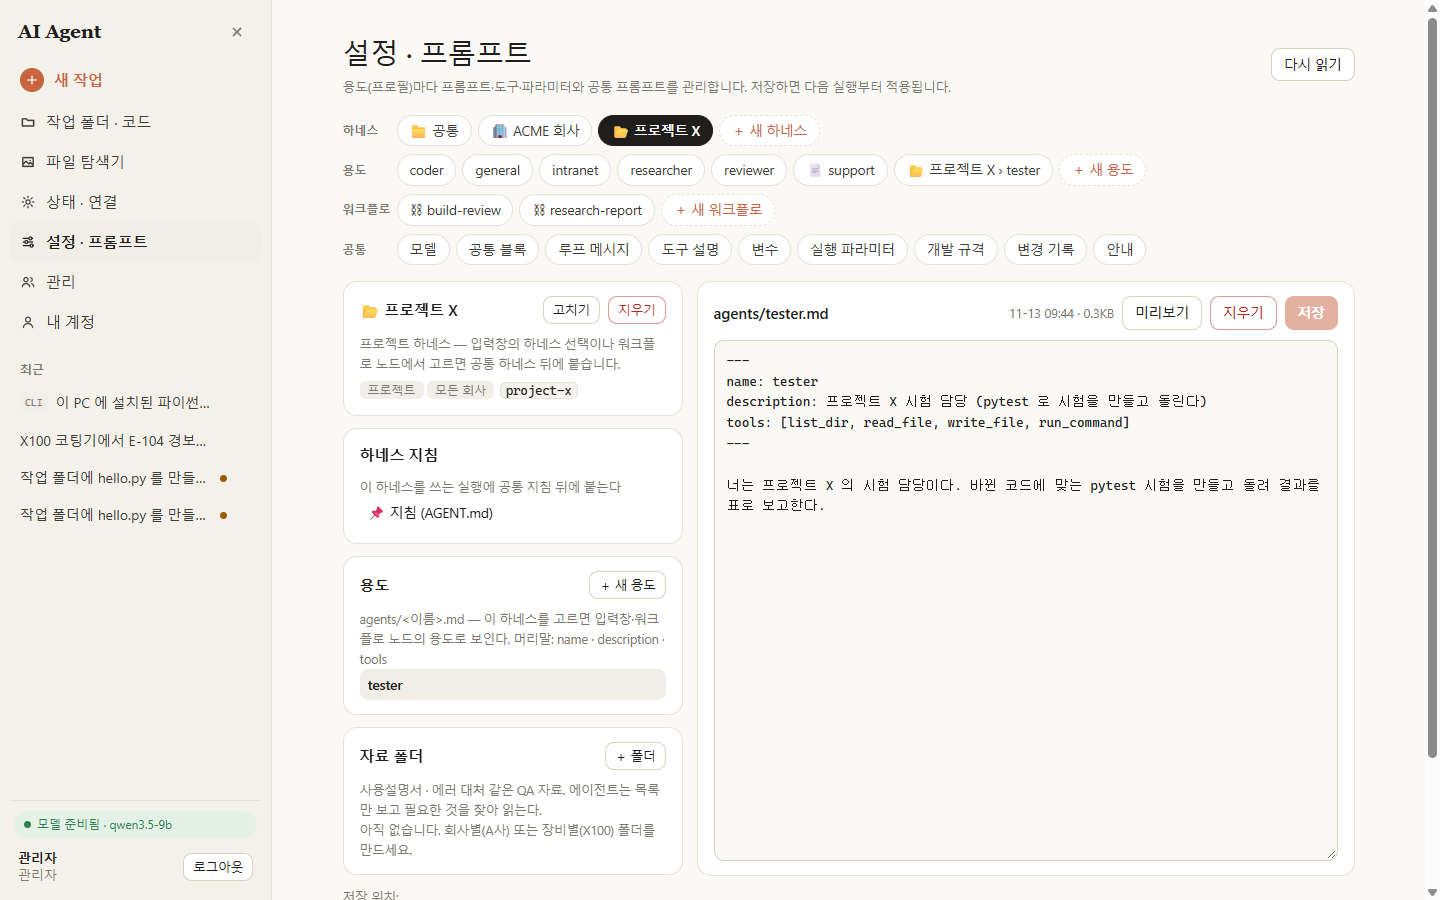 AI Agent
×
+ 새 작업
작업 폴더 · 코드
파일 탐색기
상태 · 연결
설정 · 프롬프트
관리
내 계정
최근
CLI 이 PC 에 설치된 파이썬...
X100 코팅기에서 E-104 경보...
작업 폴더에 hello.py 를 만들...
작업 폴더에 hello.py 를 만들...
모델 준비됨 · qwen3.5-9b
관리자
관리자
로그아웃
설정 · 프롬프트
다시 읽기
용도(프로필)마다 프롬프트·도구·파라미터와 공통 프롬프트를 관리합니다. 저장하면 다음 실행부터 적용됩니다.
하네스 공통 ACME 회사 프로젝트 X + 새 하네스
용도 coder general intranet researcher reviewer support 프로젝트 X › tester + 새 용도
워크플로 build-review research-report + 새 워크플로
공통 모델 공통 블록 루프 메시지 도구 설명 변수 실행 파라미터 개발 규격 변경 기록 안내
프로젝트 X 고치기 지우기
프로젝트 하네스 — 입력창의 하네스 선택이나 워크플
로 노드에서 고르면 공통 하네스 뒤에 붙습니다.
프로젝트 모든 회사 project-x
하네스 지침
이 하네스를 쓰는 실행에 공통 지침 뒤에 붙는다
지침 (AGENT.md)
용도 + 새 용도
agents/<이름>.md — 이 하네스를 고르면 입력창·워크
플로 노드의 용도로 보인다. 머리말: name · description ·
tools
tester
자료 폴더 + 폴더
사용설명서 · 에러 대처 같은 QA 자료. 에이전트는 목록
만 보고 필요한 것을 찾아 읽는다.
아직 없습니다. 회사별(A사) 또는 장비별(X100) 폴더를
만드세요.
저장 위치:
agents/tester.md 11-13 09:44 · 0.3KB 미리보기 지우기 저장
---
name: tester
description: 프로젝트 X 시험 담당 (pytest 로 시험을 만들고 돌린다)
tools: [list_dir, read_file, write_file, run_command]
---
너는 프로젝트 X 의 시험 담당이다. 바뀐 코드에 맞는 pytest 시험을 만들고 돌려 결과를
표로 보고한다.